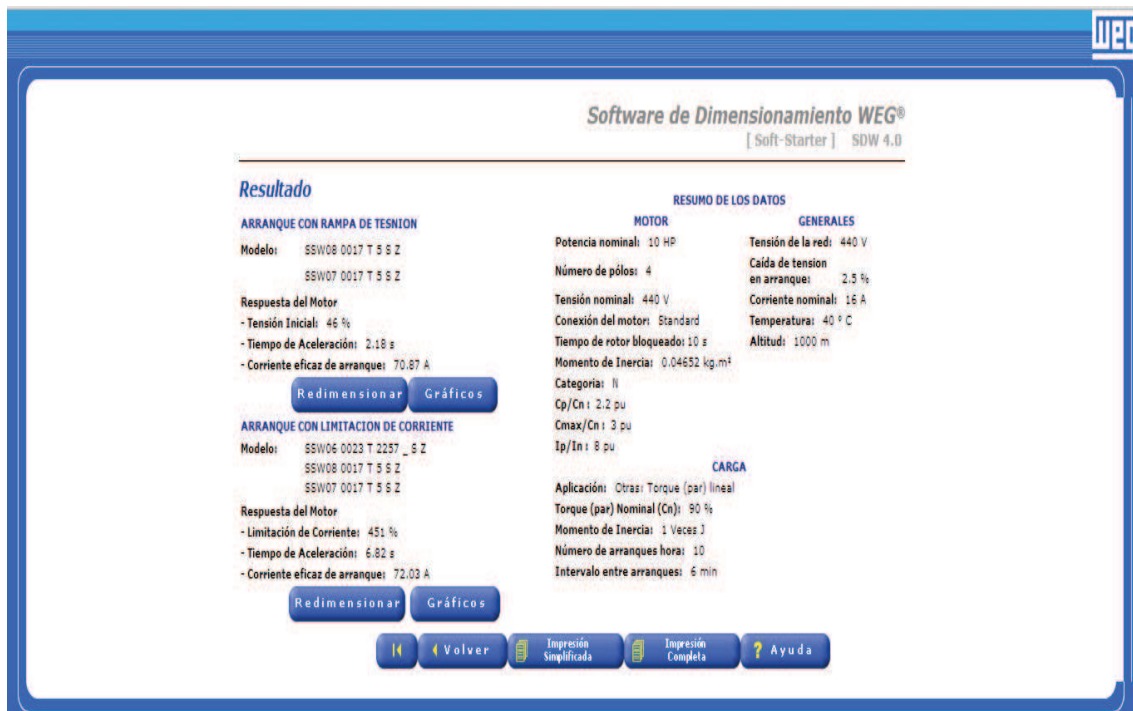 weg
Software de Dimensionamiento WEG®
[ Soft-Starter ] SDW 4.0
Resultado
ARRANQUE CON RAMPA DE TESNION
Modelo: SSW08 0017 T 5 S Z
SSW07 0017 T 5 S Z
Respuesta del Motor
- Tensión Inicial: 46 %
- Tiempo de Aceleración: 2.18 s
- Corriente eficaz de arranque: 70.87 A
Redimensionar Gráficos
ARRANQUE CON LIMITACION DE CORRIENTE
Modelo: SSW06 0023 T 2257 _ S Z
SSW08 0017 T 5 S Z
SSW07 0017 T 5 S Z
Respuesta del Motor
- Limitación de Corriente: 451 %
- Tiempo de Aceleración: 6.82 s
- Corriente eficaz de arranque: 72.03 A
Redimensionar Gráficos
RESUMO DE LOS DATOS
MOTOR
Potencia nominal: 10 HP
Número de pólos: 4
Tensión nominal: 440 V
Conexión del motor: Standard
Tiempo de rotor bloqueado: 10 s
Momento de Inercia: 0.04652 kg.m²
Categoria: N
Cp/Cn : 2.2 pu
Cmax/Cn : 3 pu
Ip/In : 8 pu
GENERALES
Tensión de la red: 440 V
Caída de tension
en arranque: 2.5 %
Corriente nominal: 16 A
Temperatura: 40 º C
Altitud: 1000 m
CARGA
Aplicación: Otras: Torque (par) lineal
Torque (par) Nominal (Cn): 90 %
Momento de Inercia: 1 Veces J
Número de arranques hora: 10
Intervalo entre arranques: 6 min
Volver
Impresión
Simplificada
Impresión
Completa
? Ayuda